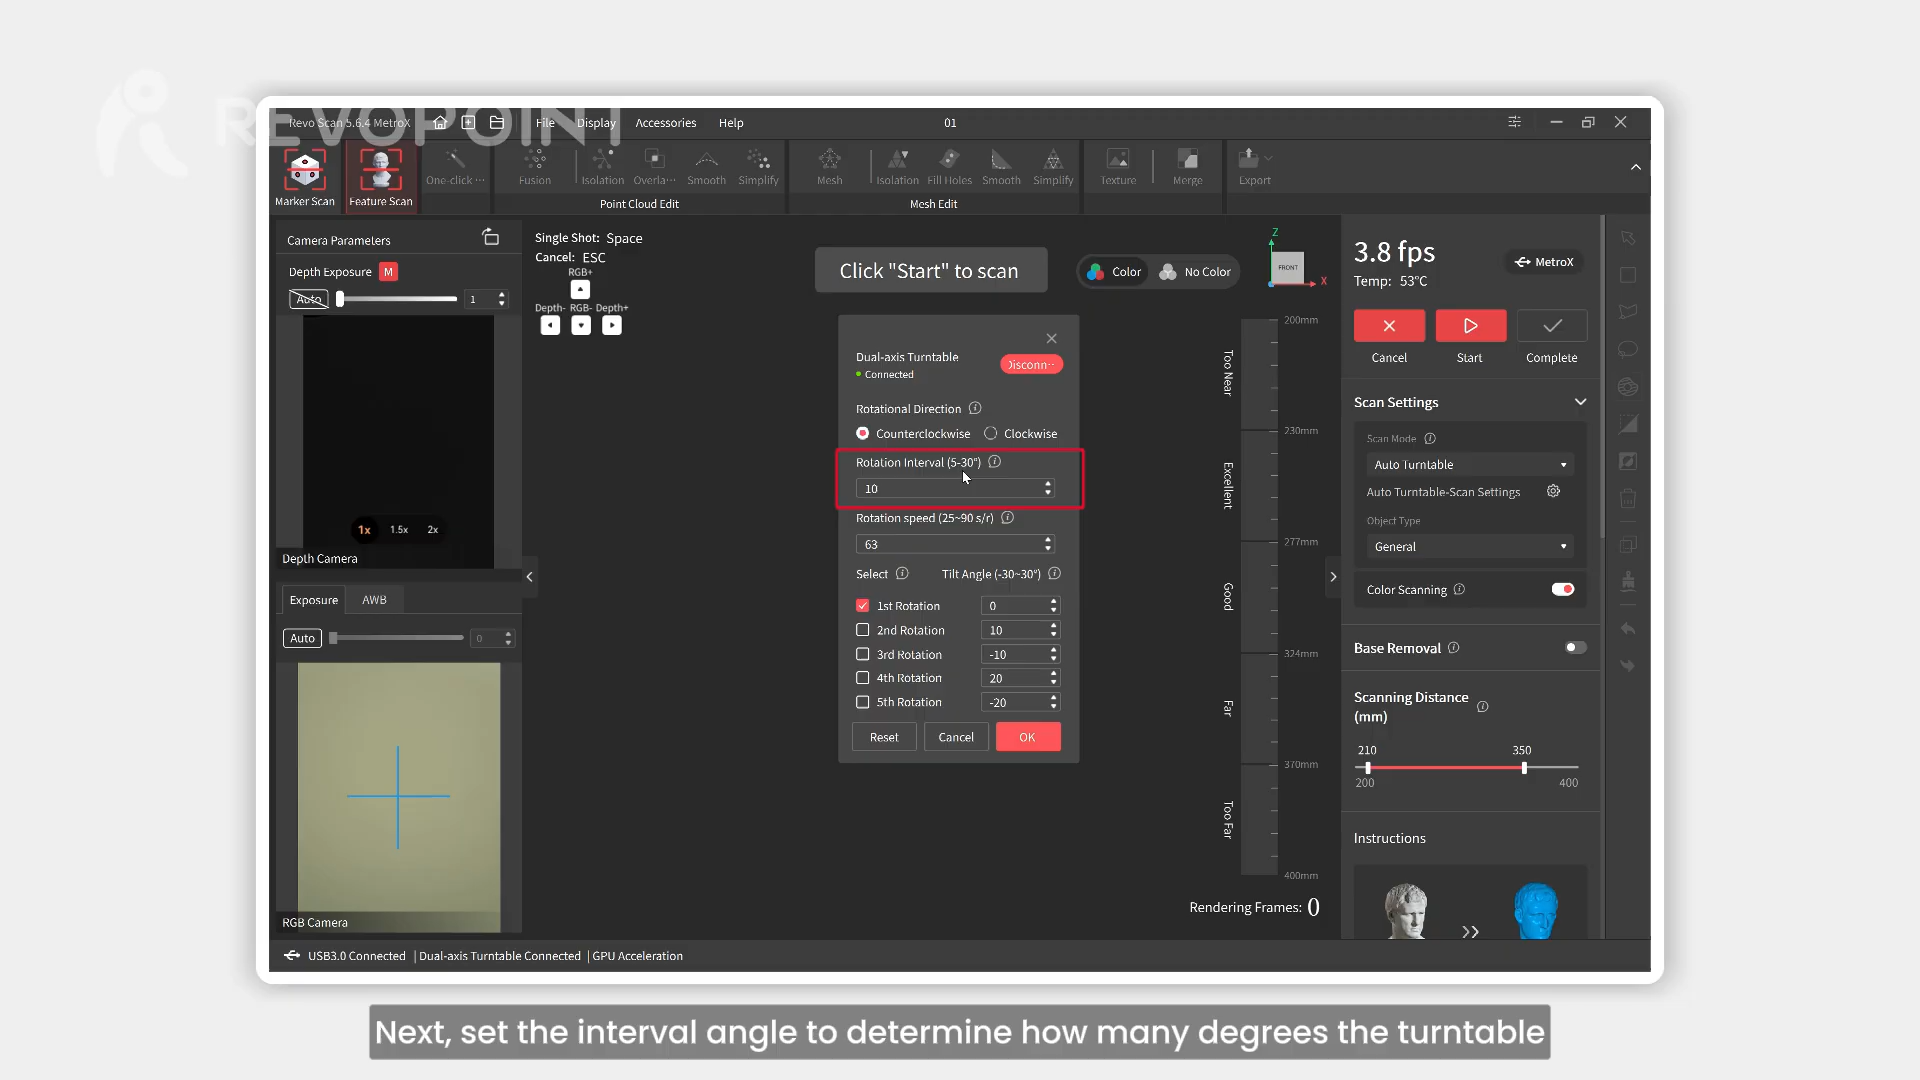 REVOPOINT
Revo Scan 5.6.4 MetroX
File Display Accessories Help
01
Marker Scan
Feature Scan
One-click ···
Fusion
Isolation
Overla···
Smooth
Simplify
Point Cloud Edit
Mesh
Isolation
Fill Holes
Smooth
Simplify
Mesh Edit
Texture
Merge
Export
Camera Parameters
Depth Exposure M
Auto
1
1x 1.5x 2x
Depth Camera
Exposure
AWB
Auto
0
RGB Camera
Single Shot: Space
Cancel: ESC
RGB+
Depth- RGB- Depth+
Click "Start" to scan
Color
No Color
Z
FRONT
X
Dual-axis Turntable
Connected
Disconn···
Rotational Direction
Counterclockwise
Clockwise
Rotation Interval (5-30°)
10
Rotation speed (25~90 s/r)
63
Select
Tilt Angle (-30~30°)
1st Rotation 0
2nd Rotation 10
3rd Rotation -10
4th Rotation 20
5th Rotation -20
Reset
Cancel
OK
200mm
Too Near
230mm
Excellent
277mm
Good
324mm
Far
370mm
Too Far
400mm
Rendering Frames: 0
3.8 fps
MetroX
Temp: 53℃
Cancel
Start
Complete
Scan Settings
Scan Mode
Auto Turntable
Auto Turntable-Scan Settings
Object Type
General
Color Scanning
Base Removal
Scanning Distance
(mm)
210 350
200 400
Instructions
USB3.0 Connected |Dual-axis Turntable Connected |GPU Acceleration
Next, set the interval angle to determine how many degrees the turntable